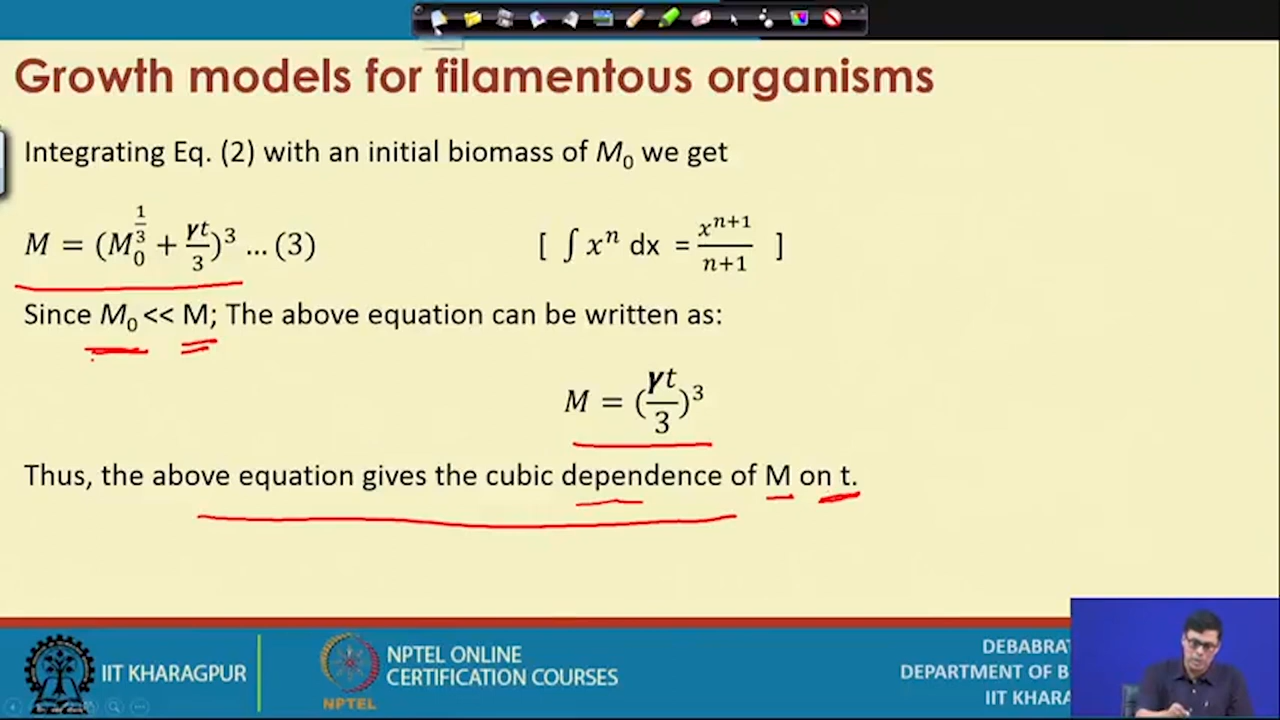 Growth models for filamentous organisms
Integrating Eq. (2) with an initial biomass of M₀ we get
M = (M₀^(1/3) + γt/3)³ ... (3) [ ∫ xⁿ dx = xⁿ⁺¹/n+1 ]
Since M₀ << M; The above equation can be written as:
M = (γt/3)³
Thus, the above equation gives the cubic dependence of M on t.
IIT KHARAGPUR
NPTEL
NPTEL ONLINE
CERTIFICATION COURSES
DEBABRAT
DEPARTMENT OF B
IIT KHARA